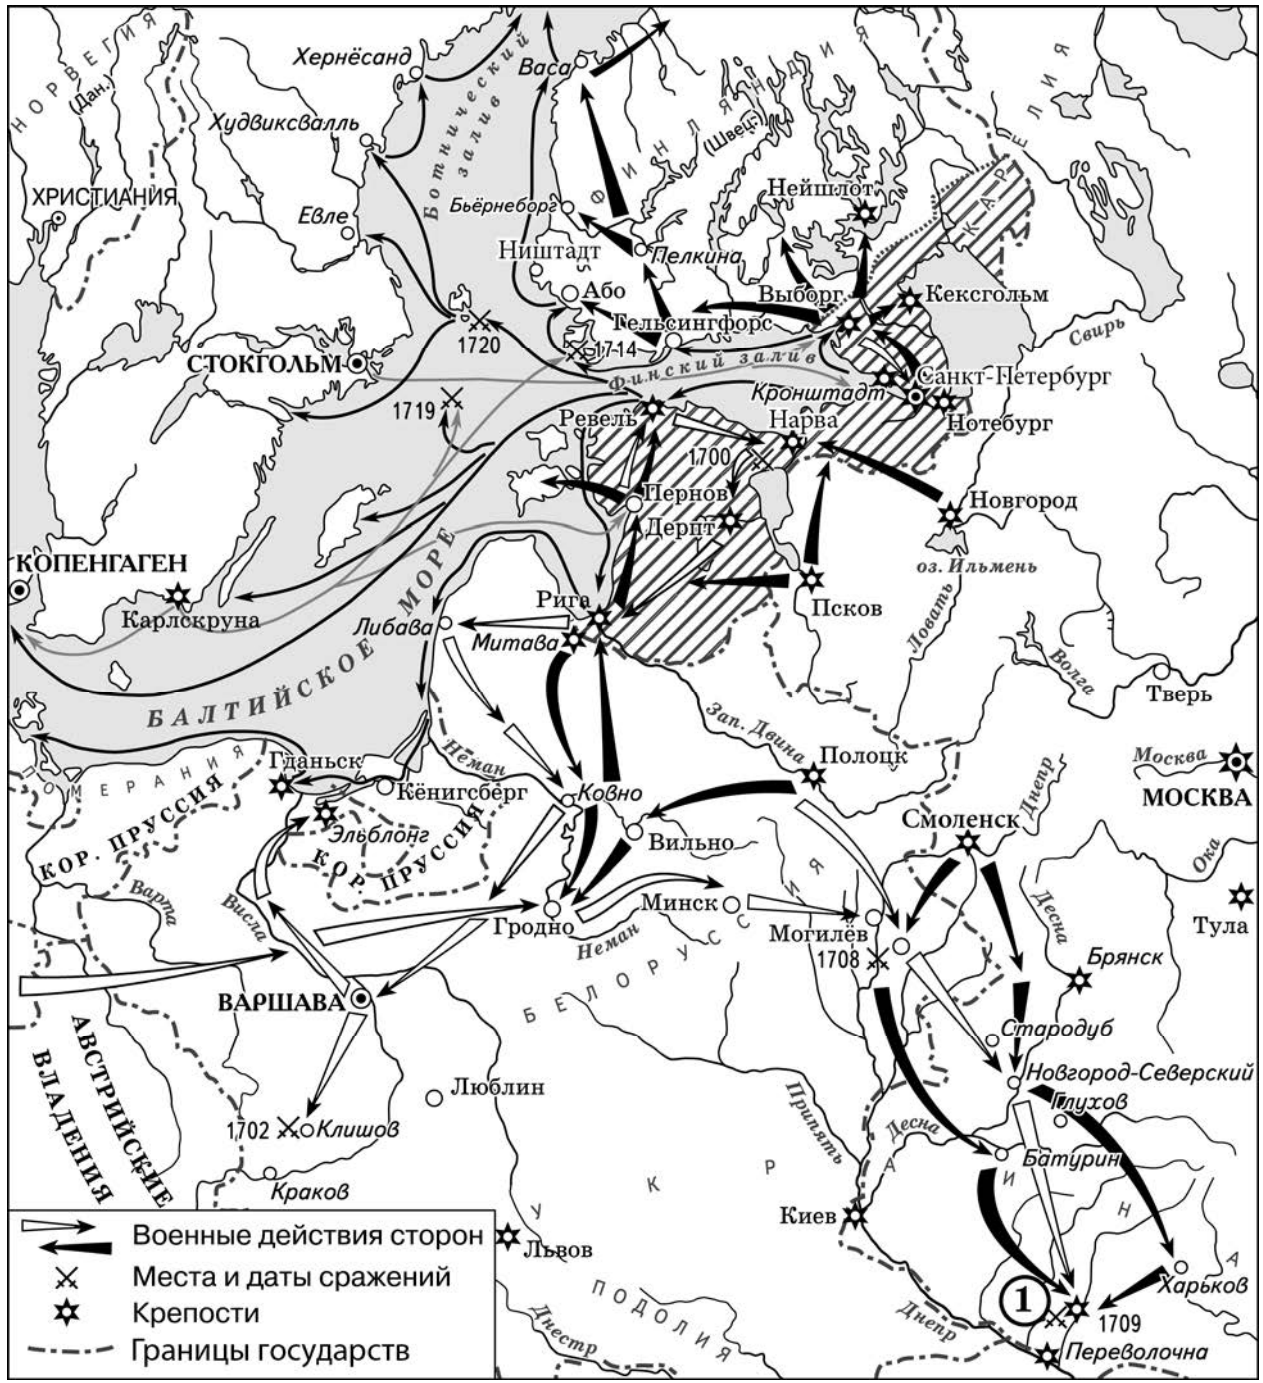 НОРВЕГИЯ
(Дан.)
Хернёсанд
Ботнический
залив
Васа
ФИНЛЯНДИЯ
(Швец.)
КАРЕЛИЯ
Худвиксвалль
ХРИСТИАНИЯ
Евле
Бьёрнеборг
Нейшлот
Ништадт
Пелкина
Або
Выборг
Кексгольм
Гельсингфорс
Свирь
1720
1714
СТОКГОЛЬМ
Финский залив
Кронштадт
Санкт-Петербург
1719
Ревель
Нарва
Нотебург
1700
Пернов
Новгород
Дерпт
КОПЕНГАГЕН
оз. Ильмень
Карлскруна
Рига
Псков
Либава
Митава
Ловать
БАЛТИЙСКОЕ МОРЕ
Волга
Тверь
Зап. Двина
Неман
Полоцк
Москва
МОСКВА
ПОМЕРАНИЯ
Гданьск
Кёнигсберг
Ковно
Днепр
КОР. ПРУССИЯ
Эльблонг
КОР. ПРУССИЯ
Вильно
Смоленск
Ока
Варта
Висла
Гродно
Неман
Минск
Могилёв
1708
Десна
Тула
Брянск
БЕЛОРУССИЯ
ВАРШАВА
Стародуб
АВСТРИЙСКИЕ
ВЛАДЕНИЯ
Люблин
Новгород-Северский
Глухов
1702
Клишов
Припять
Десна
Батурин
Краков
УКРАИНА
Киев
Львов
Харьков
ПОДОЛИЯ
1
1709
Днестр
Днепр
Переволочна
Военные действия сторон
Места и даты сражений
Крепости
Границы государств